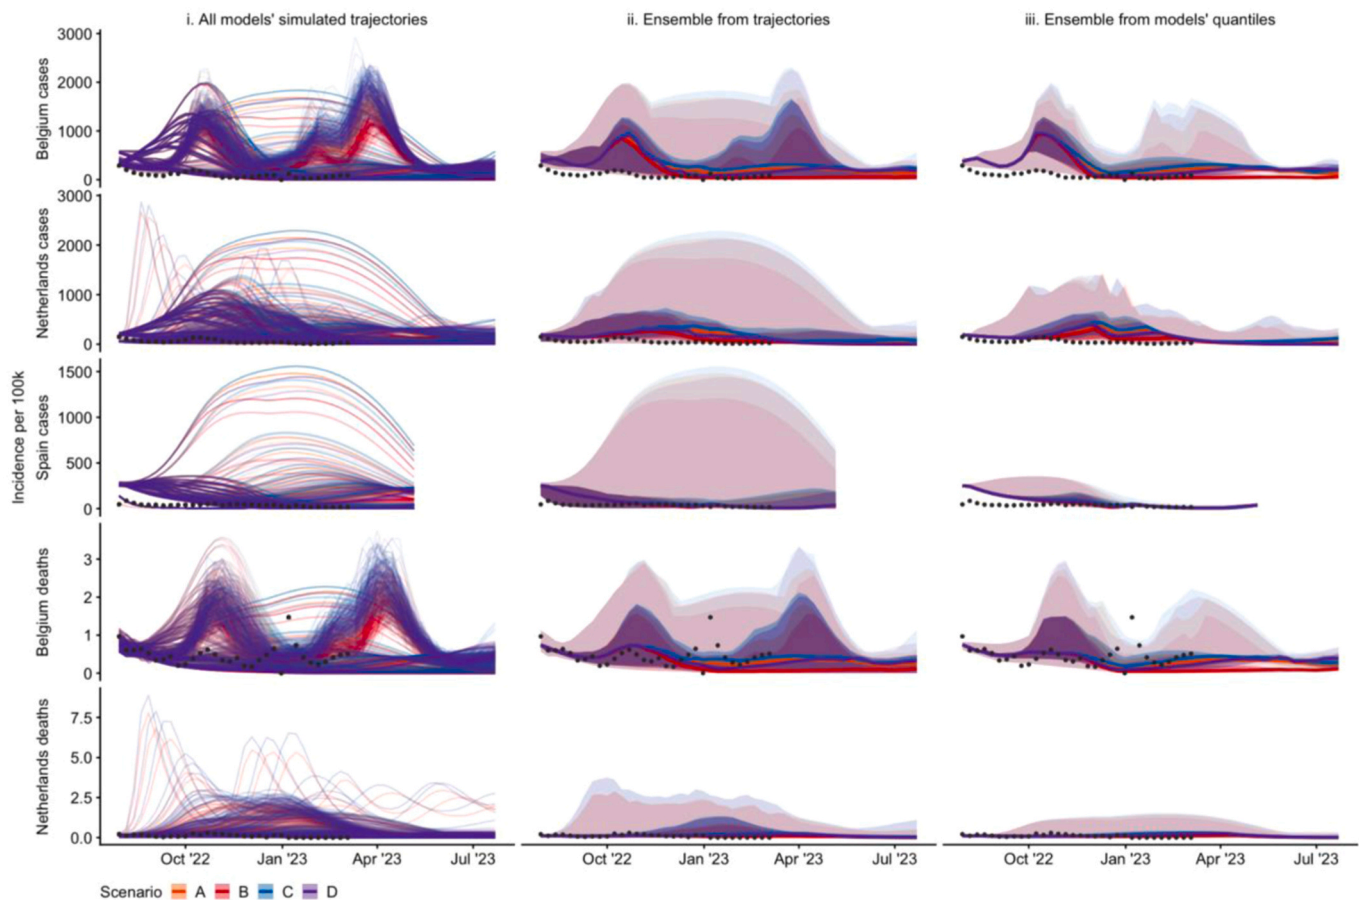 i. All models' simulated trajectories
ii. Ensemble from trajectories
iii. Ensemble from models' quantiles
Incidence per 100k
Belgium cases
3000
2000
1000
0
Netherlands cases
3000
2000
1000
0
Spain cases
1500
1000
500
0
Belgium deaths
3
2
1
0
Netherlands deaths
7.5
5.0
2.5
0.0
Oct '22 Jan '23 Apr '23 Jul '23
Oct '22 Jan '23 Apr '23 Jul '23
Oct '22 Jan '23 Apr '23 Jul '23
Scenario A B C D